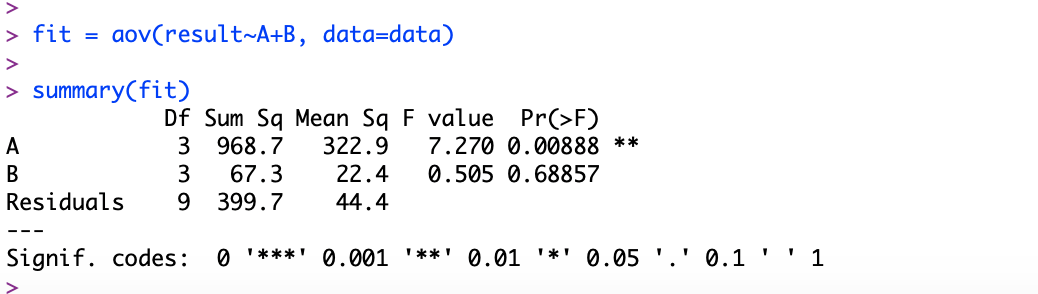 >
> fit = aov(result~A+B, data=data)
>
> summary(fit)
            Df Sum Sq Mean Sq F value  Pr(>F)
A            3  968.7   322.9   7.270 0.00888 **
B            3   67.3    22.4   0.505 0.68857
Residuals    9  399.7    44.4
---
Signif. codes:  0 '***' 0.001 '**' 0.01 '*' 0.05 '.' 0.1 ' ' 1
>